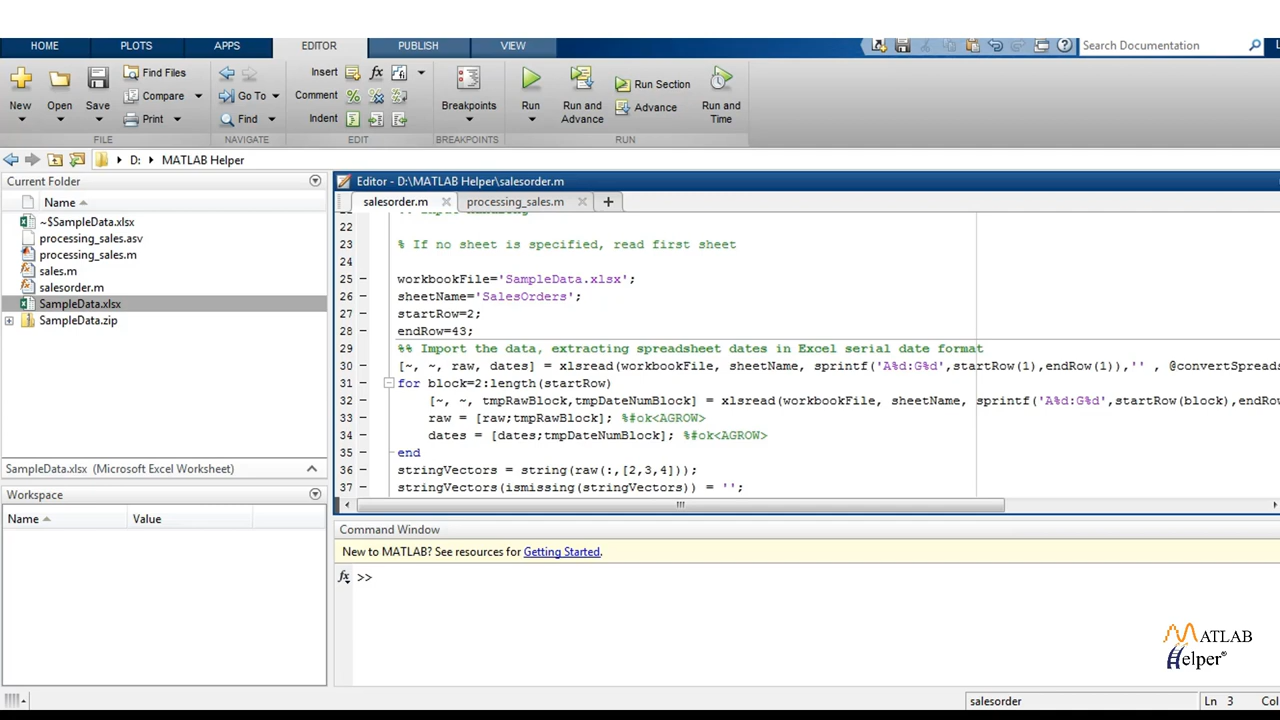 HOME PLOTS APPS EDITOR PUBLISH VIEW Search Documentation
New Open Save
Find Files
Compare
Print
Go To
Find
Insert
Comment
Indent
Breakpoints
Run
Run and Advance
Run Section
Advance
Run and Time
FILE NAVIGATE EDIT BREAKPOINTS RUN
D: MATLAB Helper
Current Folder
Name
~$SampleData.xlsx
processing_sales.asv
processing_sales.m
sales.m
salesorder.m
SampleData.xlsx
SampleData.zip
SampleData.xlsx (Microsoft Excel Worksheet)
Workspace
Name Value
Editor - D:\MATLAB Helper\salesorder.m
salesorder.m processing_sales.m
22
23 % If no sheet is specified, read first sheet
24
25 workbookFile='SampleData.xlsx';
26 sheetName='SalesOrders';
27 startRow=2;
28 endRow=43;
29 %% Import the data, extracting spreadsheet dates in Excel serial date format
30 [~, ~, raw, dates] = xlsread(workbookFile, sheetName, sprintf('A%d:G%d',startRow(1),endRow(1)),'' , @convertSpreads
31 for block=2:length(startRow)
32 [~, ~, tmpRawBlock,tmpDateNumBlock] = xlsread(workbookFile, sheetName, sprintf('A%d:G%d',startRow(block),endRow
33 raw = [raw;tmpRawBlock]; %#ok<AGROW>
34 dates = [dates;tmpDateNumBlock]; %#ok<AGROW>
35 end
36 stringVectors = string(raw(:,[2,3,4]));
37 stringVectors(ismissing(stringVectors)) = '';
Command Window
New to MATLAB? See resources for Getting Started.
fx >>
MATLAB
Helper®
salesorder Ln 3 Col